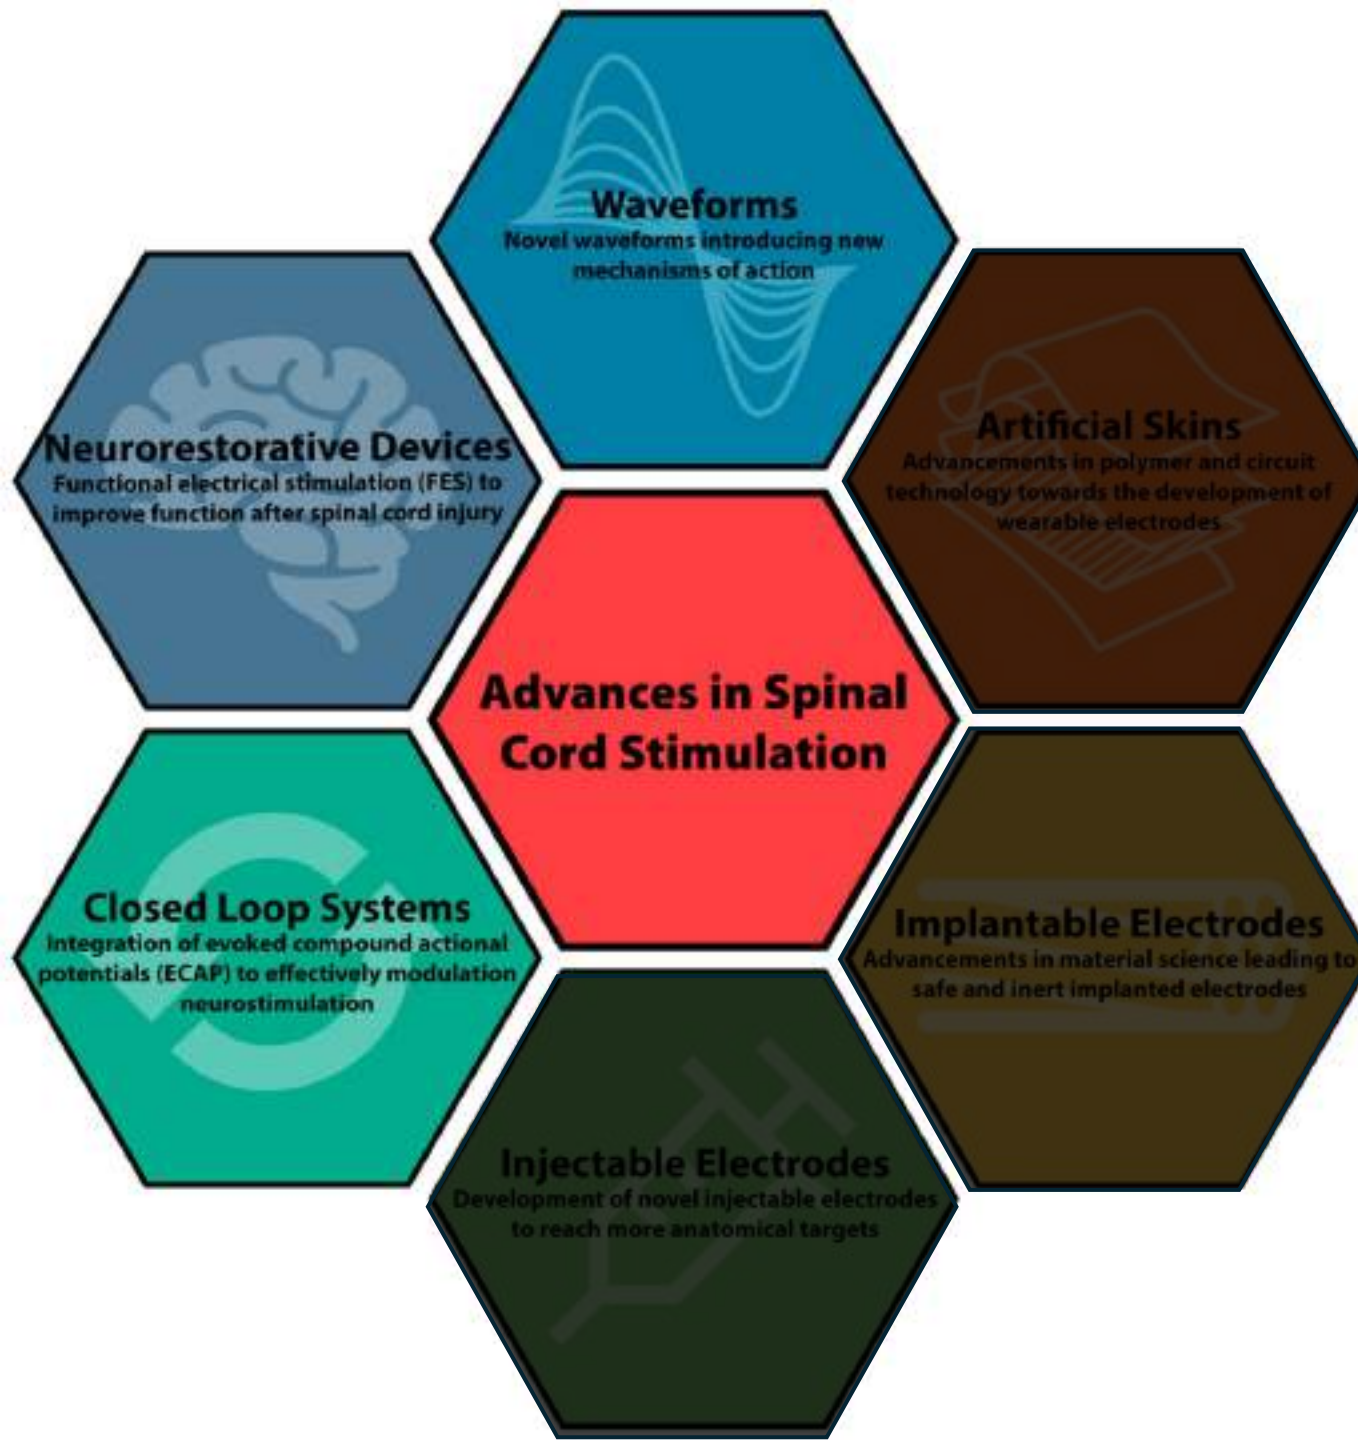 Waveforms
Novel waveforms introducing new
mechanisms of action
Neurorestorative Devices
Functional electrical stimulation (FES) to
improve function after spinal cord injury
Artificial Skins
Advancements in polymer and circuit
technology towards the development of
wearable electrodes
Advances in Spinal
Cord Stimulation
Closed Loop Systems
Integration of evoked compound actional
potentials (ECAP) to effectively modulation
neurostimulation
Implantable Electrodes
Advancements in material science leading to
safe and inert implanted electrodes
Injectable Electrodes
Development of novel injectable electrodes
to reach more anatomical targets